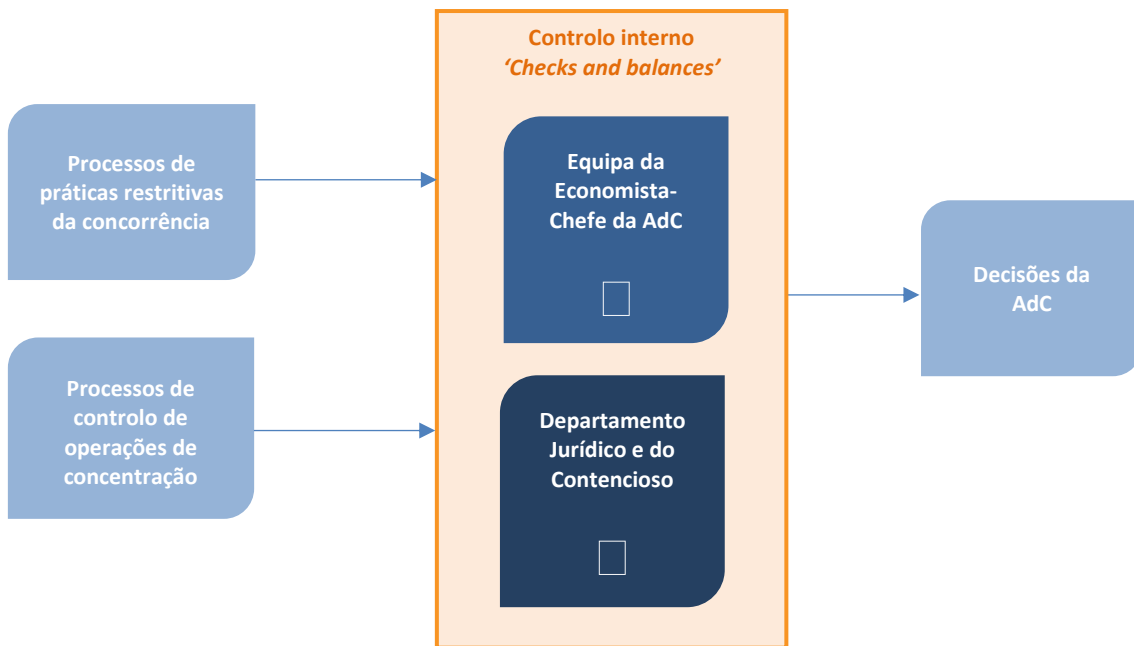 Controlo interno
‘Checks and balances’
Processos de
práticas restritivas
da concorrência
Processos de
controlo de
operações de
concentração
Equipa da
Economista-
Chefe da AdC
Departamento
Jurídico e do
Contencioso
Decisões da
AdC